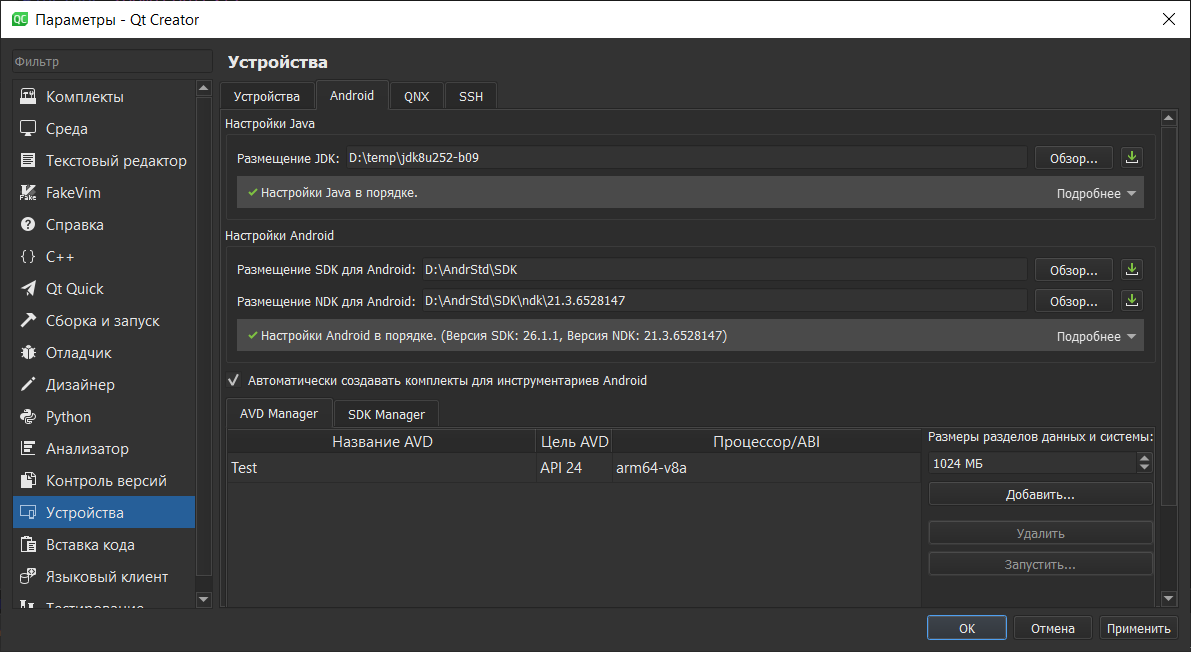 Параметры - Qt Creator
Фильтр
Комплекты
Среда
Текстовый редактор
FakeVim
Справка
C++
Qt Quick
Сборка и запуск
Отладчик
Дизайнер
Python
Анализатор
Контроль версий
Устройства
Вставка кода
Языковый клиент
Тестирование
Устройства
Устройства Android QNX SSH
Настройки Java
Размещение JDK: D:\temp\jdk8u252-b09 Обзор...
Настройки Java в порядке. Подробнее
Настройки Android
Размещение SDK для Android: D:\AndrStd\SDK Обзор...
Размещение NDK для Android: D:\AndrStd\SDK\ndk\21.3.6528147 Обзор...
Настройки Android в порядке. (Версия SDK: 26.1.1, Версия NDK: 21.3.6528147) Подробнее
Автоматически создавать комплекты для инструментариев Android
AVD Manager SDK Manager
Название AVD Цель AVD Процессор/ABI
Test API 24 arm64-v8a
Размеры разделов данных и системы:
1024 МБ
Добавить...
Удалить
Запустить...
OK Отмена Применить